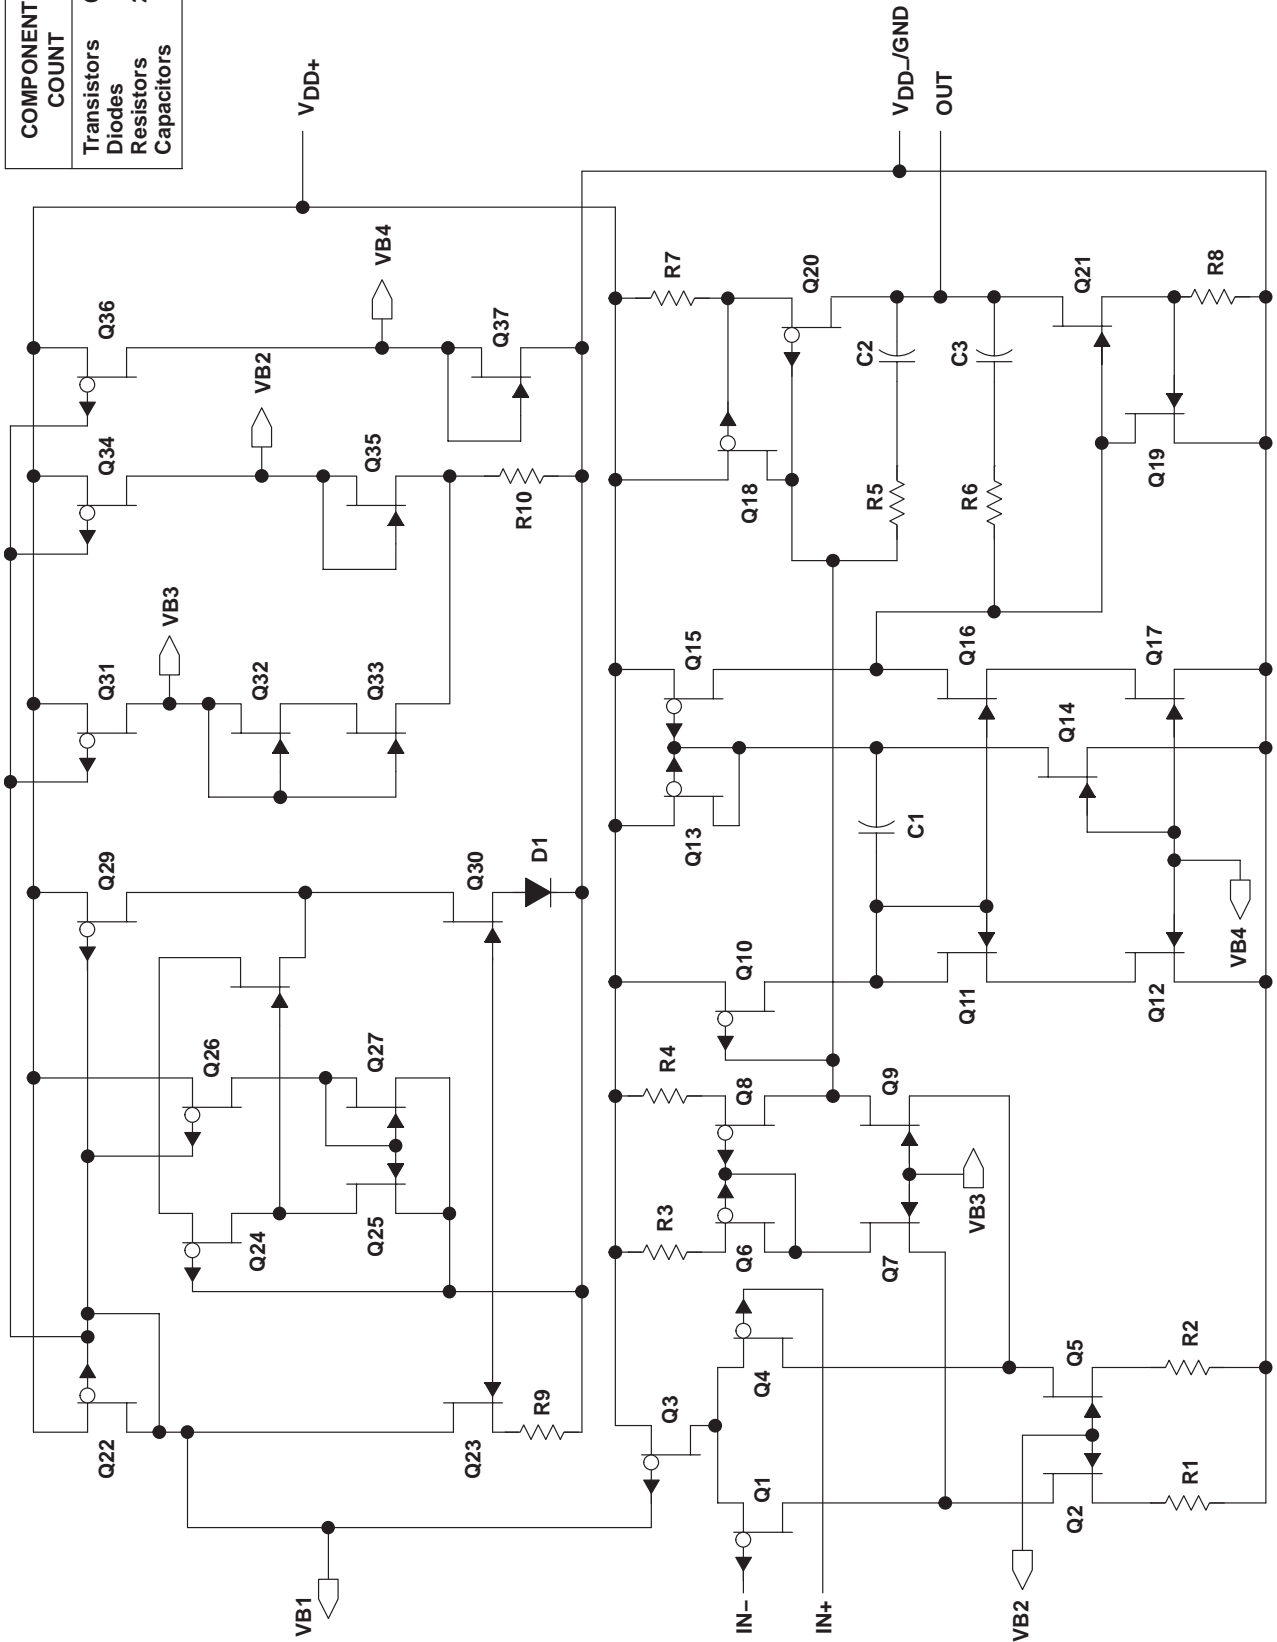 COMPONENT
COUNT
Transistors
Diodes
Resistors
Capacitors
Q22
Q29
Q31
Q34
Q36
VB3
Q26
Q24
VB2
VB1
VDD+
Q32
VB4
Q25
Q27
Q33
Q35
Q23
Q30
Q37
R9
D1
R10
Q3
R3
R4
R7
Q13
Q15
Q6
Q8
Q10
Q18
IN−
Q1
Q4
Q20
IN+
C2
R5
Q7
Q9
C1
VDD−/GND
OUT
C3
R6
Q11
Q16
VB3
VB2
Q2
Q5
Q14
Q21
Q12
Q17
Q19
R1
R2
VB4
R8